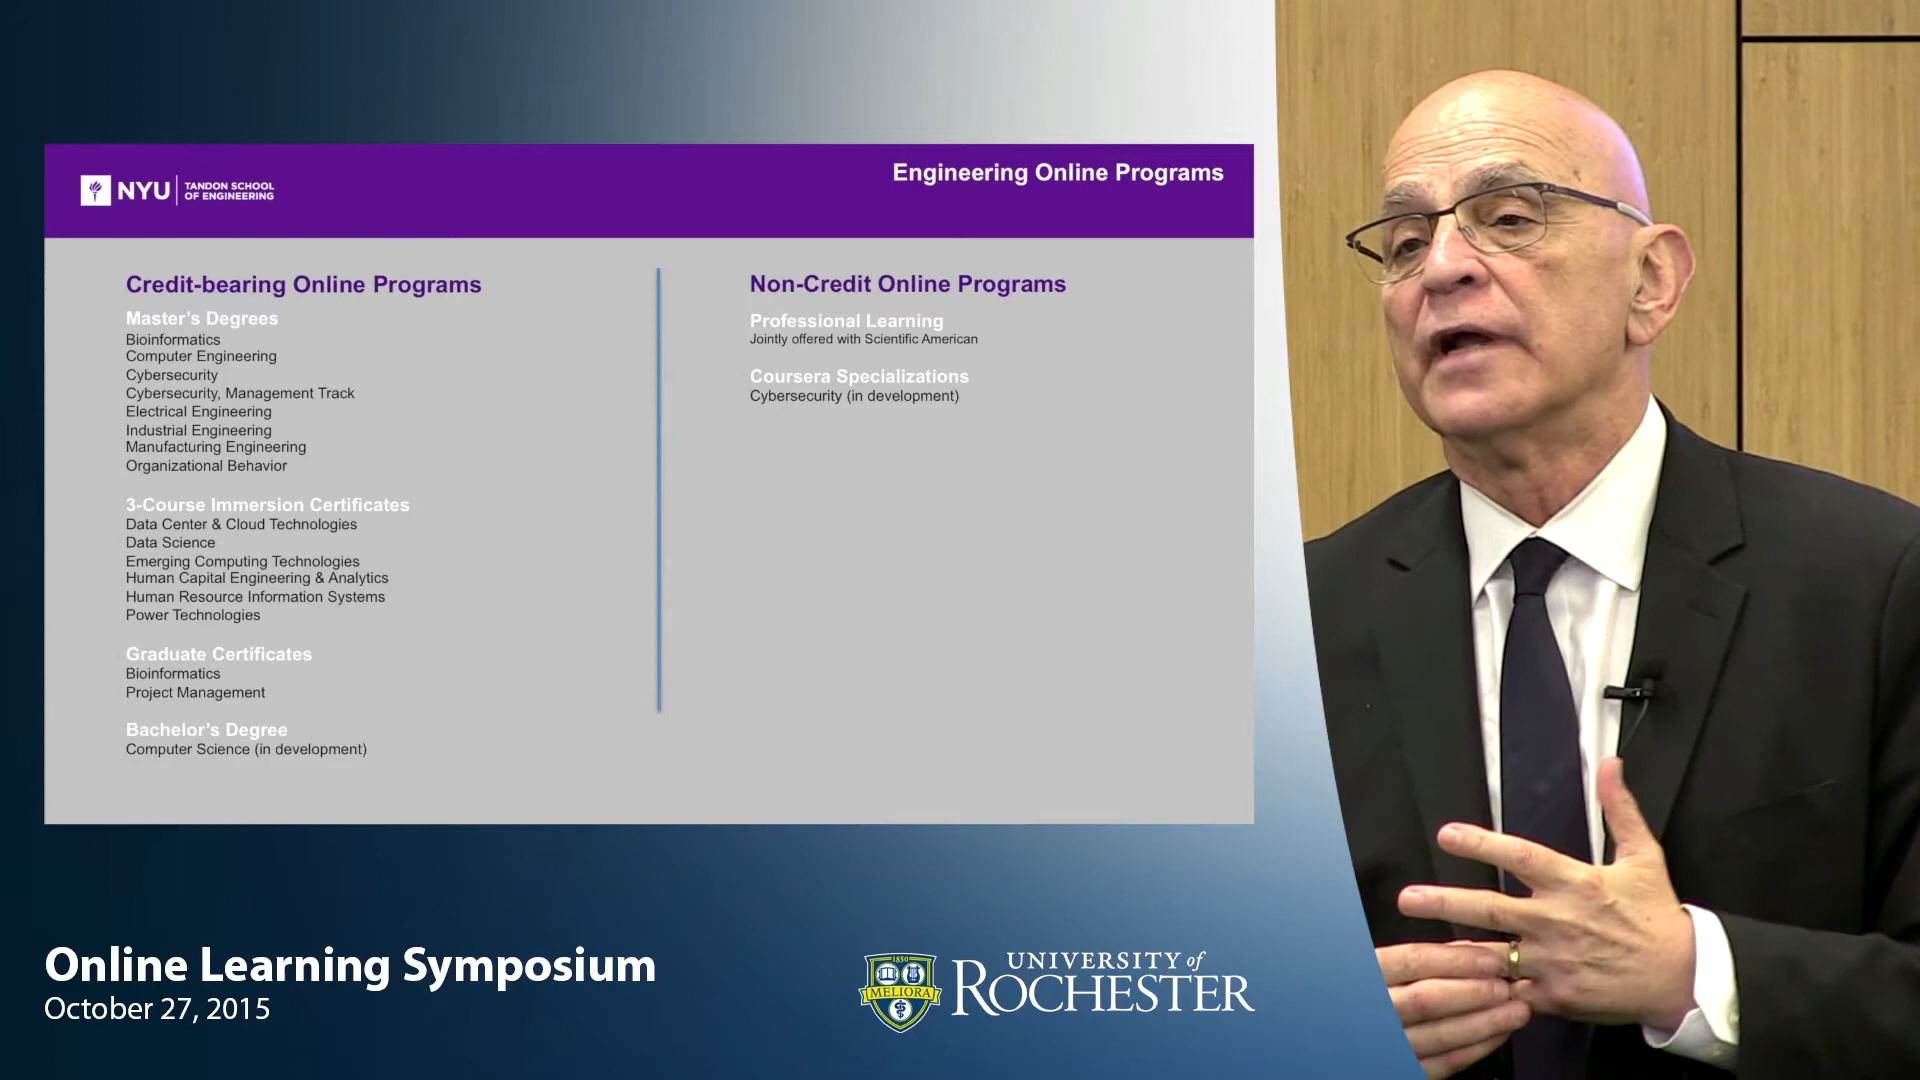 NYU
TANDON SCHOOL
OF ENGINEERING
Engineering Online Programs
Credit-bearing Online Programs
Master's Degrees
Bioinformatics
Computer Engineering
Cybersecurity
Cybersecurity, Management Track
Electrical Engineering
Industrial Engineering
Manufacturing Engineering
Organizational Behavior
3-Course Immersion Certificates
Data Center & Cloud Technologies
Data Science
Emerging Computing Technologies
Human Capital Engineering & Analytics
Human Resource Information Systems
Power Technologies
Graduate Certificates
Bioinformatics
Project Management
Bachelor's Degree
Computer Science (in development)
Non-Credit Online Programs
Professional Learning
Jointly offered with Scientific American
Coursera Specializations
Cybersecurity (in development)
Online Learning Symposium
October 27, 2015
1850
MELIORA
UNIVERSITY of
ROCHESTER